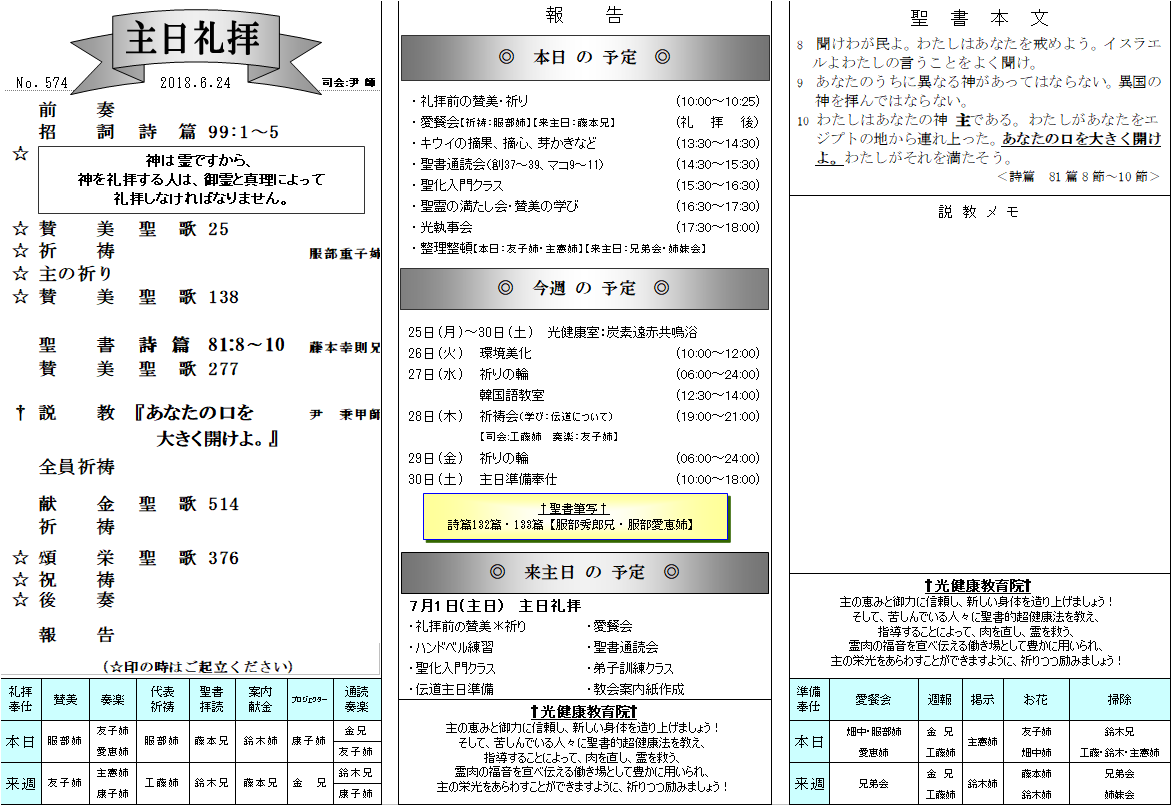 主日礼拝
No. 574
2018.6.24
司会:尹 師
前 奏
招 詞 詩 篇 99:1～5
☆
神は霊ですから、
神を礼拝する人は、御霊と真理によって
礼拝しなければなりません。
☆ 賛 美 聖 歌 25
☆ 祈 祷 服部重子姉
☆ 主の祈り
☆ 賛 美 聖 歌 138
聖 書 詩 篇 81:8～10 藤本幸則兄
賛 美 聖 歌 277
† 説 教 『あなたの口を 尹 秉甲師
大きく開けよ。』
全員祈祷
献 金 聖 歌 514
祈 祷
☆ 頌 栄 聖 歌 376
☆ 祝 祷
☆ 後 奏
報 告
(☆印の時はご起立ください)
礼拝奉仕 賛美 奏楽 代表祈祷 聖書拝読 案内献金 プロジェクター 通読奏楽
本日 服部姉 友子姉 愛恵姉 服部姉 藤本兄 鈴木姉 康子姉 金兄 友子姉
来週 友子姉 主憲姉 康子姉 工藤姉 鈴木兄 藤本兄 金 兄 鈴木兄 康子姉
報 告
◎ 本日 の 予定 ◎
・礼拝前の賛美・祈り (10:00～10:25)
・愛餐会【祈祷:服部姉】【来主日:藤本兄】 (礼 拝 後)
・キウイの摘果、摘心、芽かきなど (13:30～14:30)
・聖書通読会(創37～39、マコ9～11) (14:30～15:30)
・聖化入門クラス (15:30～16:30)
・聖霊の満たし会・賛美の学び (16:30～17:30)
・光執事会 (17:30～18:00)
・整理整頓【本日:友子姉・主憲姉】【来主日:兄弟会・姉妹会】
◎ 今週 の 予定 ◎
25日(月)～30日(土) 光健康室:炭素遠赤共鳴浴
26日(火) 環境美化 (10:00～12:00)
27日(水) 祈りの輪 (06:00～24:00)
韓国語教室 (12:30～14:00)
28日(木) 祈祷会(学び:伝道について) (19:00～21:00)
【司会:工藤姉 奏楽:友子姉】
29日(金) 祈りの輪 (06:00～24:00)
30日(土) 主日準備奉仕 (10:00～18:00)
†聖書筆写†
詩篇132篇・133篇【服部秀郎兄・服部愛恵姉】
◎ 来主日 の 予定 ◎
7月1日(主日) 主日礼拝
・礼拝前の賛美＊祈り ・愛餐会
・ハンドベル練習 ・聖書通読会
・聖化入門クラス ・弟子訓練クラス
・伝道主日準備 ・教会案内紙作成
†光健康教育院†
主の恵みと御力に信頼し、新しい身体を造り上げましょう!
そして、苦しんでいる人々に聖書的超健康法を教え、
指導することによって、肉を直し、霊を救う、
霊肉の福音を宣べ伝える働き場として豊かに用いられ、
主の栄光をあらわすことができますように、祈りつつ励みましょう!
聖 書 本 文
8 聞けわが民よ。わたしはあなたを戒めよう。イスラエ
ルよわたしの言うことをよく聞け。
9 あなたのうちに異なる神があってはならない。異国の
神を拝んではならない。
10 わたしはあなたの神 主である。わたしがあなたをエ
ジプトの地から連れ上った。あなたの口を大きく開け
よ。わたしがそれを満たそう。
＜詩篇 81篇8節～10節＞
説 教 メ モ
†光健康教育院†
主の恵みと御力に信頼し、新しい身体を造り上げましょう!
そして、苦しんでいる人々に聖書的超健康法を教え、
指導することによって、肉を直し、霊を救う、
霊肉の福音を宣べ伝える働き場として豊かに用いられ、
主の栄光をあらわすことができますように、祈りつつ励みましょう!
準備奉仕 愛餐会 週報 掲示 お花 掃除
本日 畑中・服部姉 愛恵姉 金 兄 工藤姉 主憲姉 友子姉 畑中姉 鈴木兄 工藤・鈴木・主憲姉
来週 兄弟会 金 兄 工藤姉 鈴木姉 藤本姉 鈴木姉 兄弟会 姉妹会